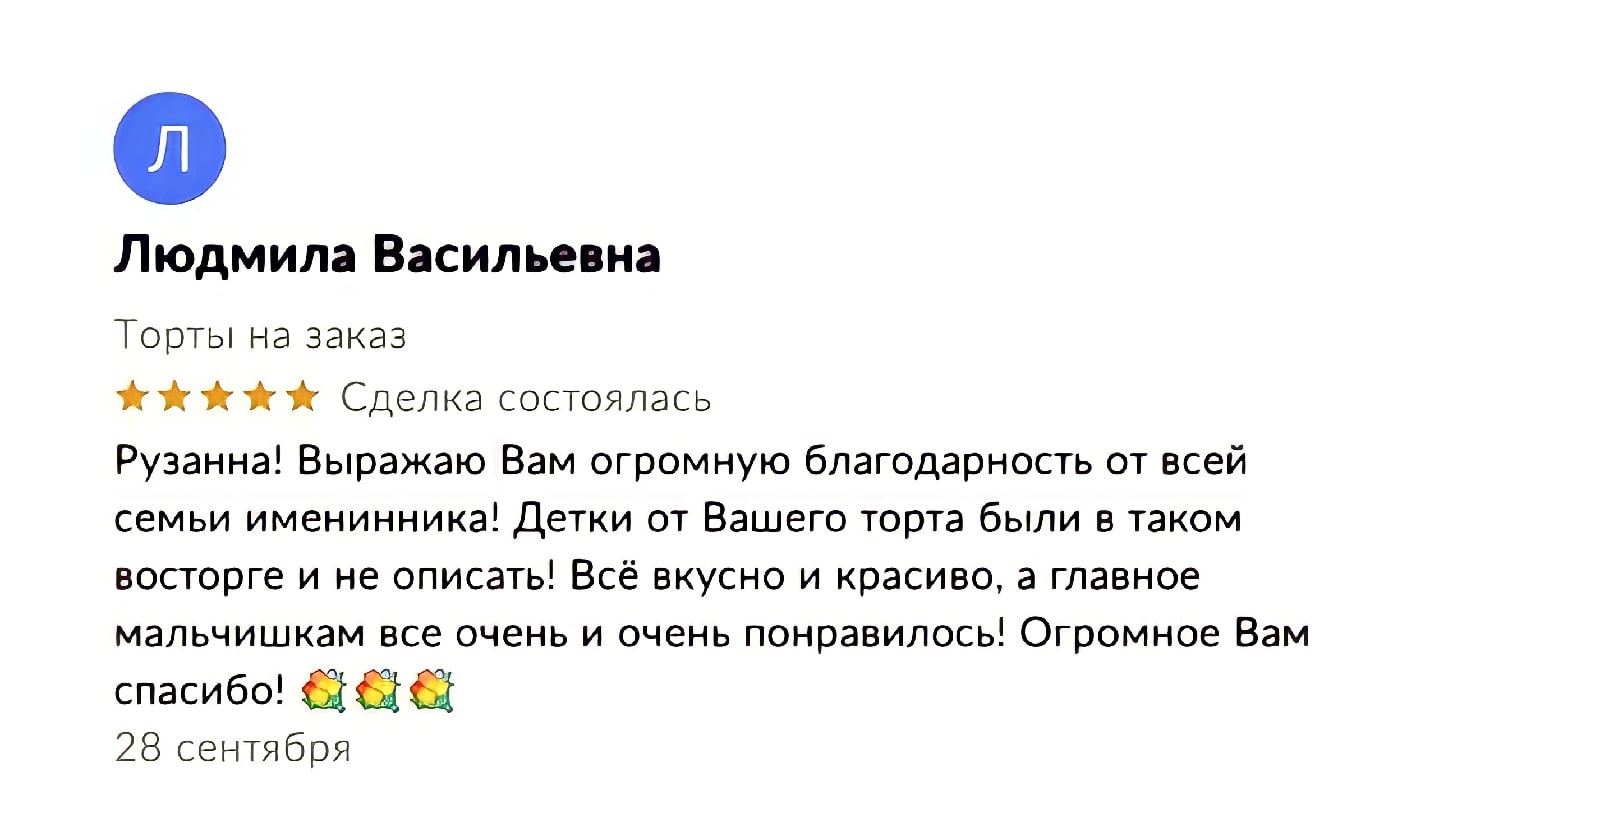 Л
Людмила Васильевна
Торты на заказ
Сделка состоялась
Рузанна! Выражаю Вам огромную благодарность от всей
семьи именинника! Детки от Вашего торта были в таком
восторге и не описать! Всё вкусно и красиво, а главное
мальчишкам все очень и очень понравилось! Огромное Вам
спасибо! 💐💐💐
28 сентября